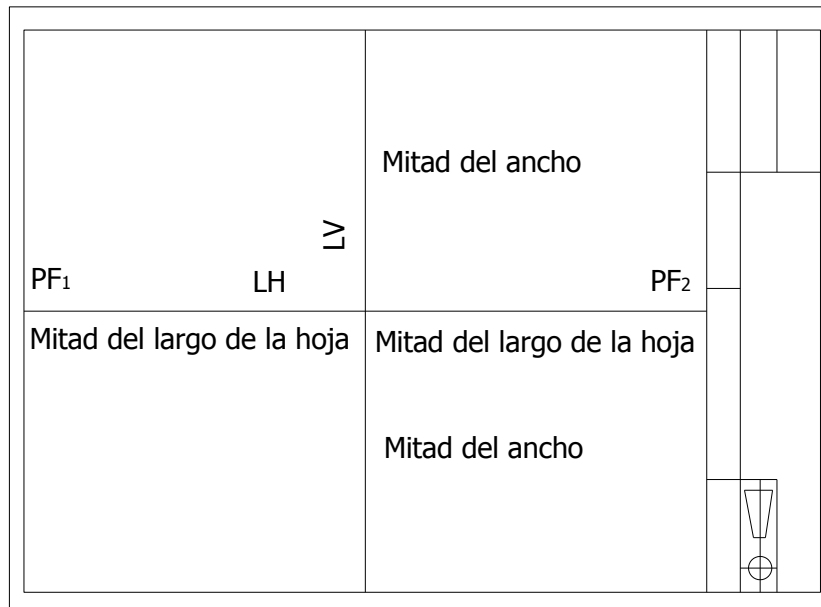 Mitad del ancho
LV
PF₁
LH
PF₂
Mitad del largo de la hoja
Mitad del largo de la hoja
Mitad del ancho